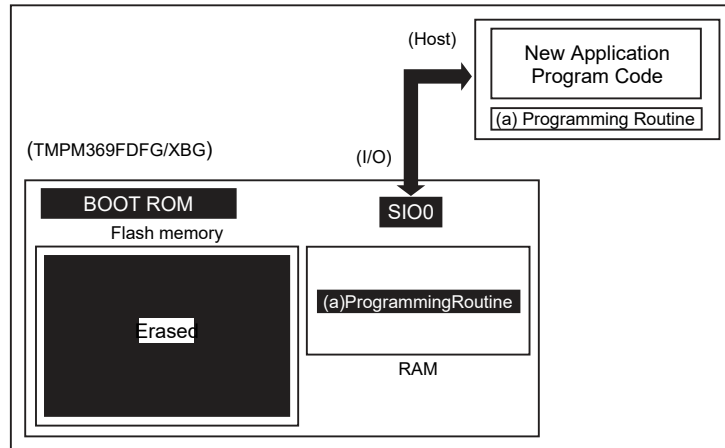 (Host)
New Application
Program Code
(a) Programming Routine
(TMPM369FDFG/XBG)
(I/O)
BOOT ROM
SIO0
Flash memory
(a)ProgrammingRoutine
Erased
RAM